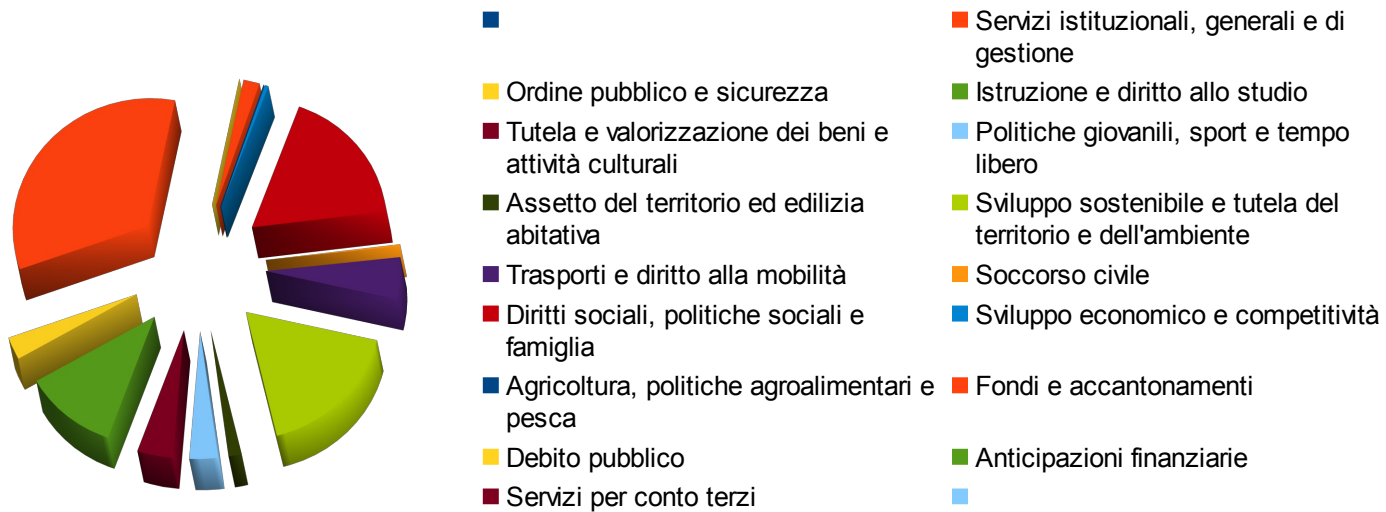 Servizi istituzionali, generali e di
gestione
Ordine pubblico e sicurezza
Istruzione e diritto allo studio
Tutela e valorizzazione dei beni e
attività culturali
Politiche giovanili, sport e tempo
libero
Assetto del territorio ed edilizia
abitativa
Sviluppo sostenibile e tutela del
territorio e dell'ambiente
Trasporti e diritto alla mobilità
Soccorso civile
Diritti sociali, politiche sociali e
famiglia
Sviluppo economico e competitività
Agricoltura, politiche agroalimentari e
pesca
Fondi e accantonamenti
Debito pubblico
Anticipazioni finanziarie
Servizi per conto terzi